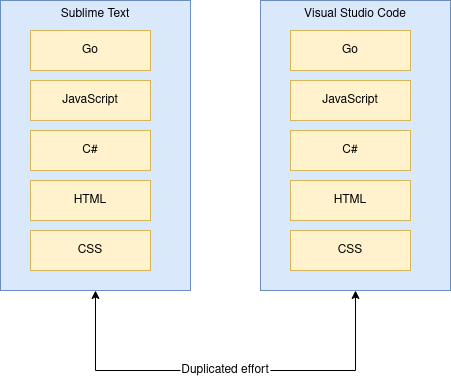 Sublime Text
Go
JavaScript
C#
HTML
CSS
Visual Studio Code
Go
JavaScript
C#
HTML
CSS
Duplicated effort